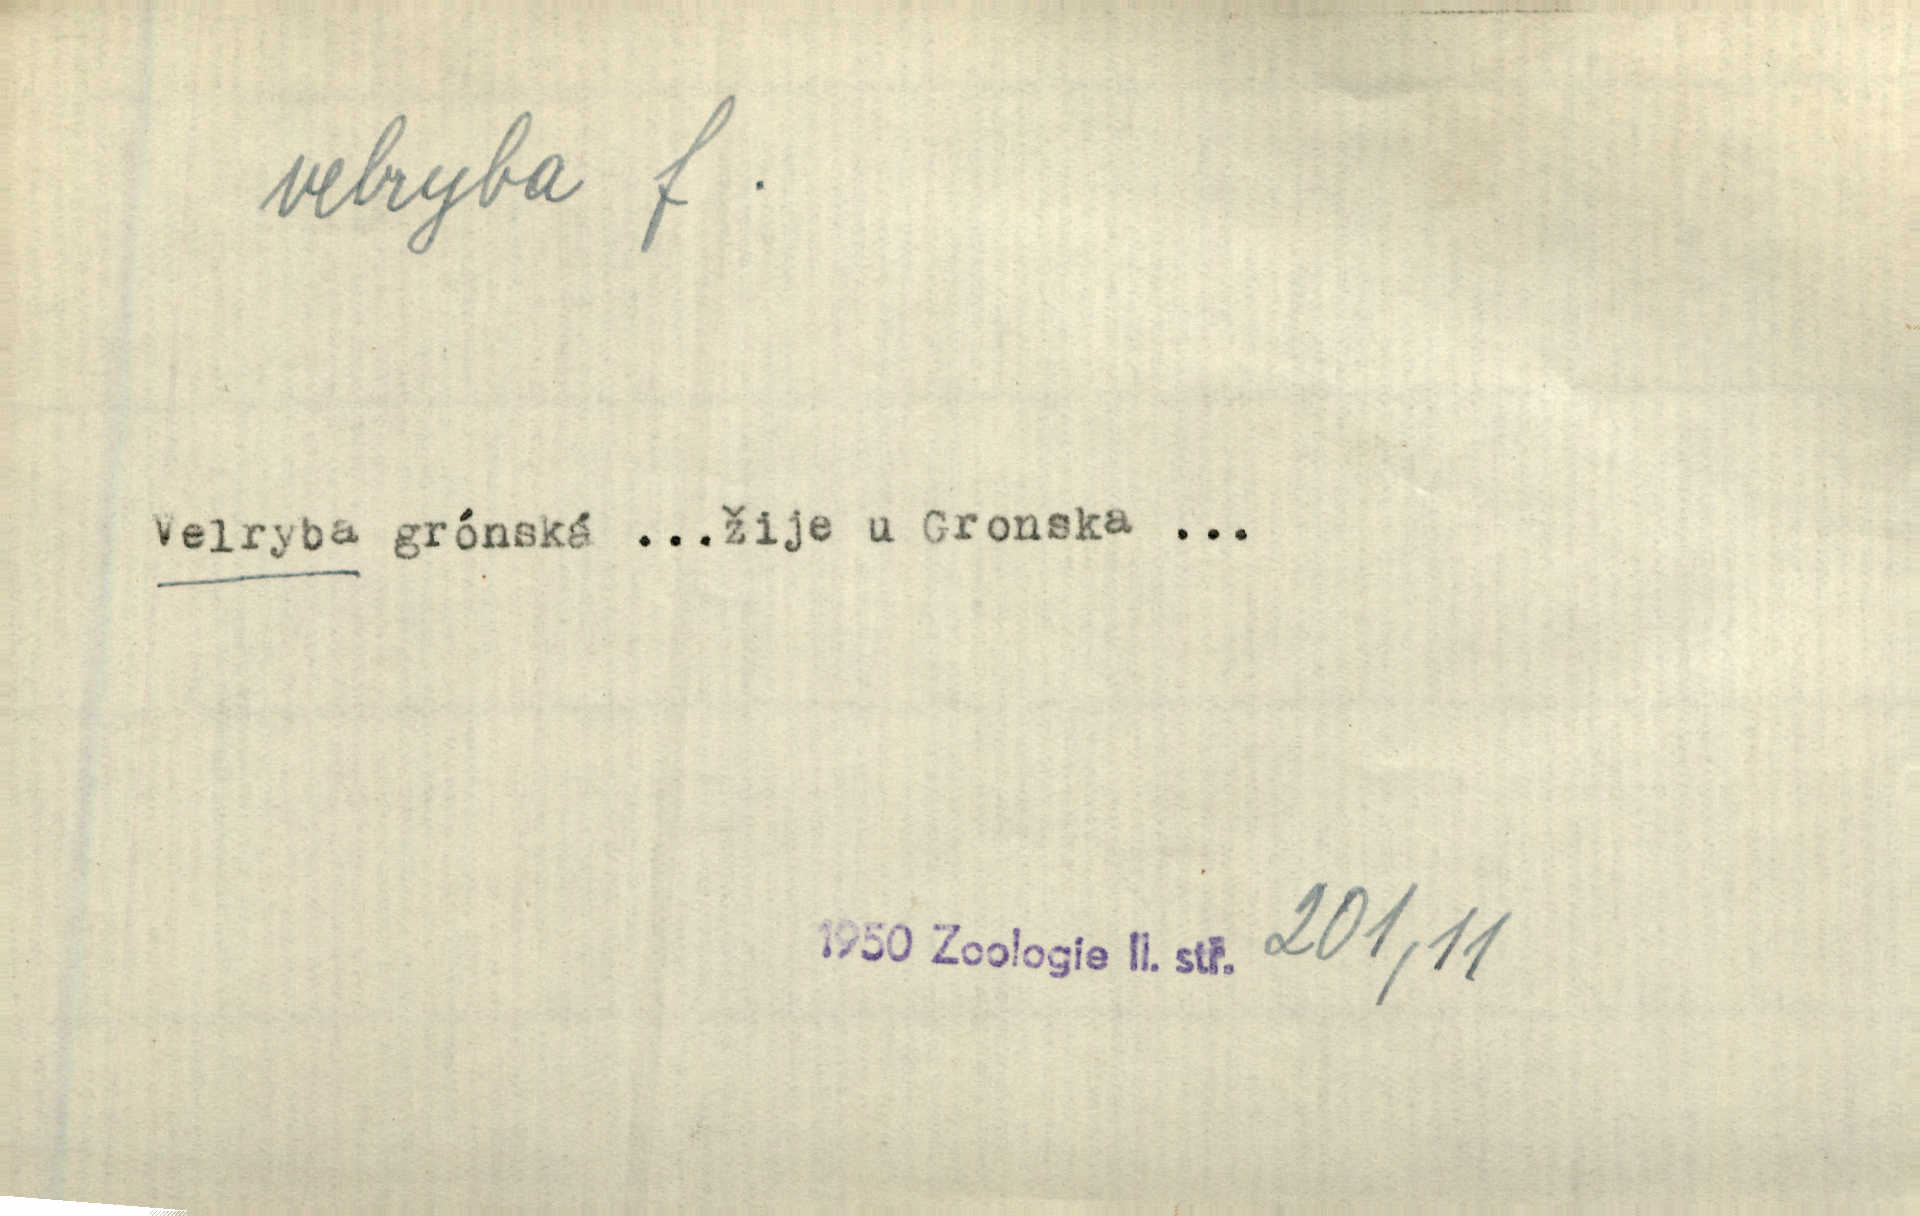 velryba f.
Velryba grónská ...žije u Gronska ...
1950 Zoologie II. stř. 201,11